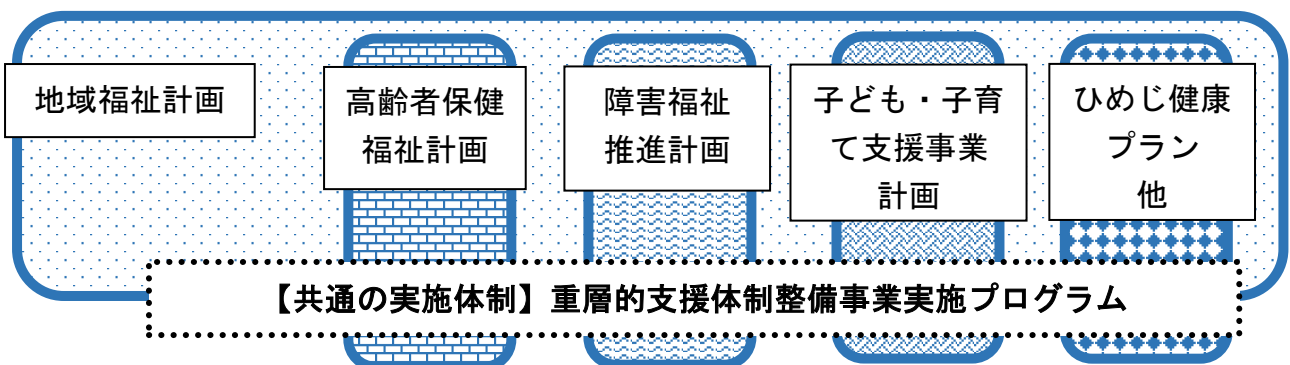 地域福祉計画
高齢者保健
福祉計画
障害福祉
推進計画
子ども・子育
て支援事業
計画
ひめじ健康
プラン
他
【共通の実施体制】重層的支援体制整備事業実施プログラム